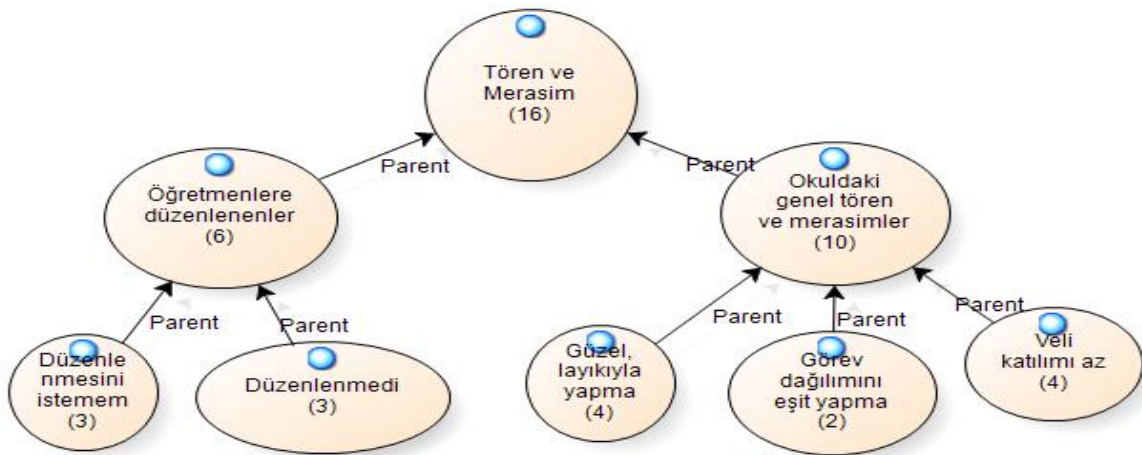 Tören ve
Merasim
(16)
Parent
Parent
Öğretmenlere
düzenlenenler
(6)
Okuldaki
genel tören
ve merasimler
(10)
Parent
Parent
Parent
Parent
Parent
Düzenle
nmesini
istemem
(3)
Düzenlenmedi
(3)
Güzel,
layıkıyla
yapma
(4)
Görev
dağılımını
eşit yapma
(2)
Veli
katılımı az
(4)